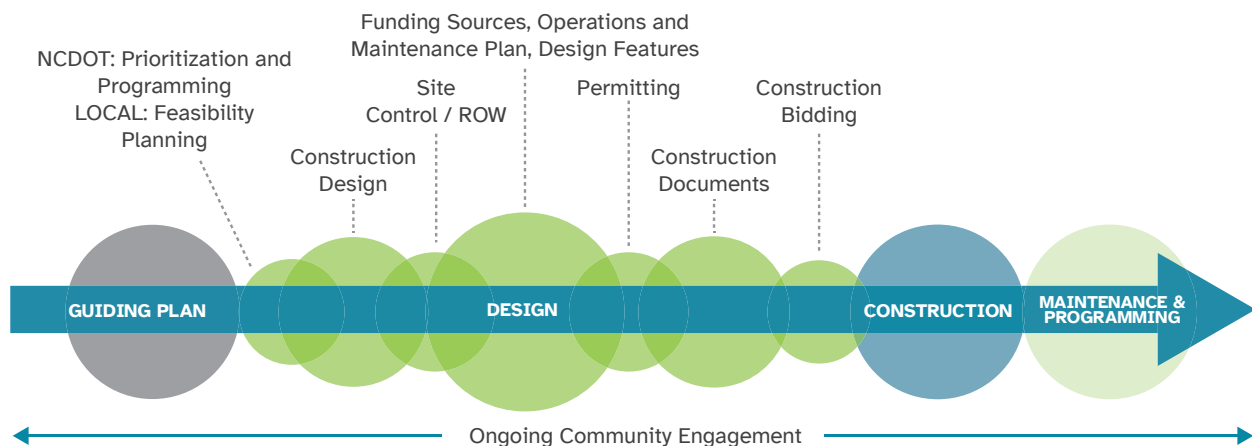 Funding Sources, Operations and
Maintenance Plan, Design Features
NCDOT: Prioritization and
Programming
LOCAL: Feasibility
Planning
Site
Control / ROW
Permitting
Construction
Bidding
Construction
Design
Construction
Documents
GUIDING PLAN
DESIGN
CONSTRUCTION
MAINTENANCE &
PROGRAMMING
Ongoing Community Engagement